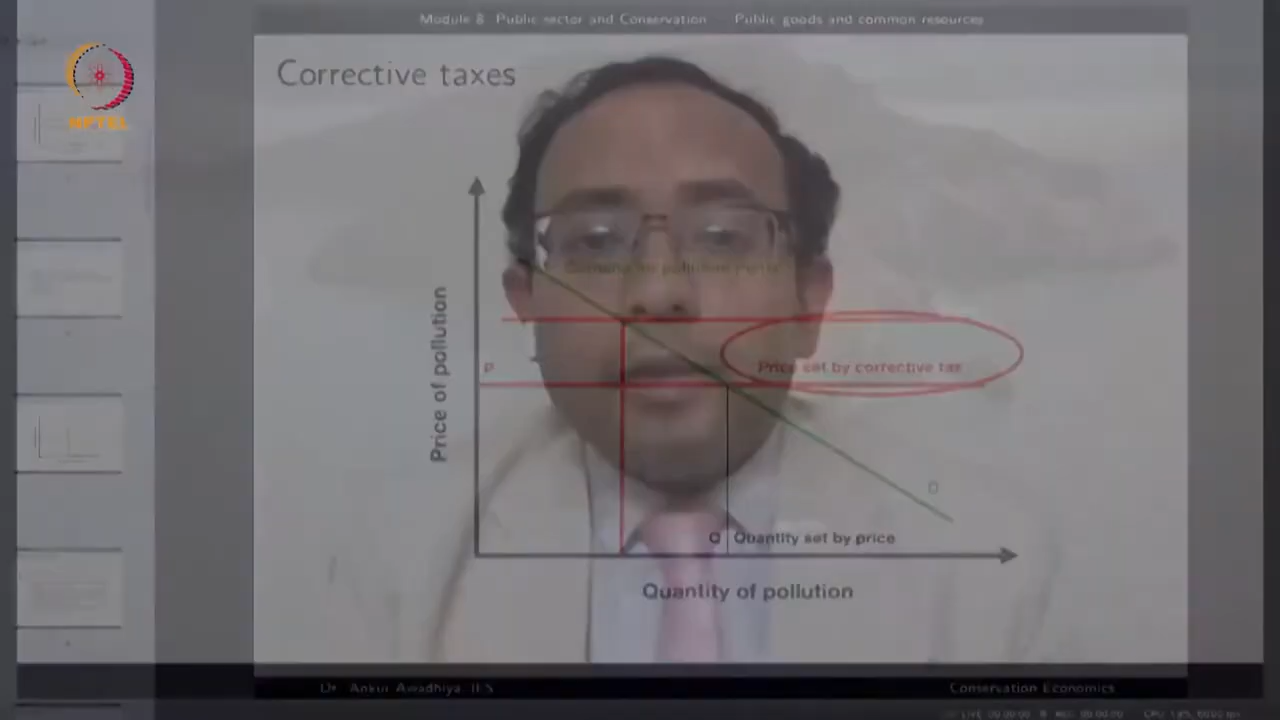 Module 8 Public sector and Conservation Public goods and common resources
NPTEL
Corrective taxes
Price of pollution
P
Price set by corrective tax
D
Q Quantity set by price
Quantity of pollution
Dr. Ankur Awadhiya, IFS
Conservation Economics